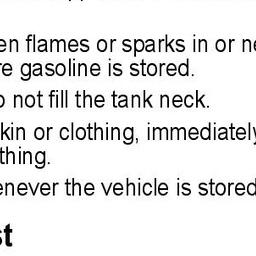 en flames or sparks in or ne
re gasoline is stored.
o not fill the tank neck.
kin or clothing, immediately
thing.
enever the vehicle is stored
st